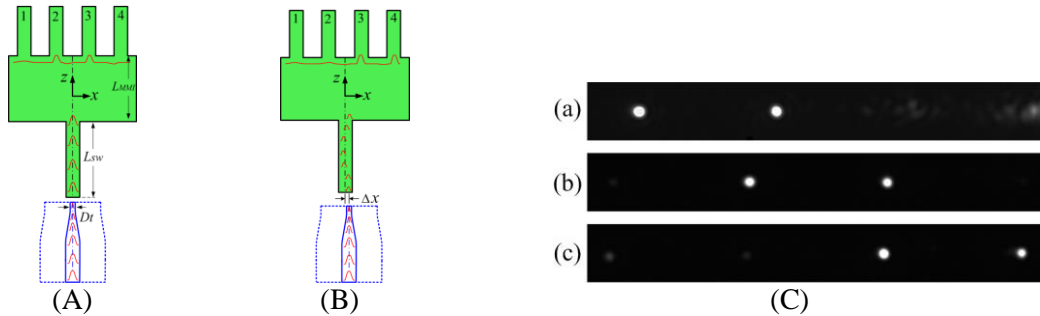 1 2 3 4
z
x
LMMI
LSW
Dt
(A)
1 2 3 4
z
x
Δx
(B)
(a)
(b)
(c)
(C)